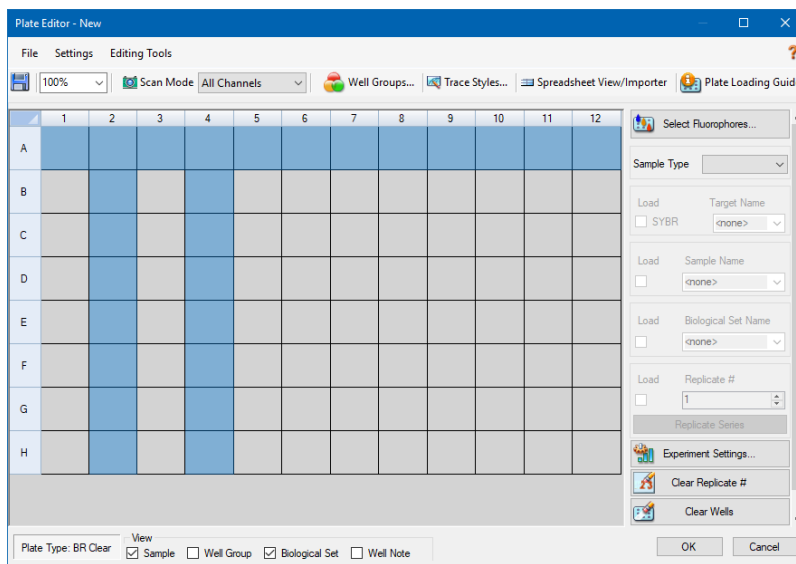 Plate Editor - New
File Settings Editing Tools
100% Scan Mode All Channels Well Groups... Trace Styles... Spreadsheet View/Importer Plate Loading Guid
1 2 3 4 5 6 7 8 9 10 11 12
A
B
C
D
E
F
G
H
Select Fluorophores...
Sample Type
Load Target Name
SYBR <none>
Load Sample Name
<none>
Load Biological Set Name
<none>
Load Replicate #
1
Replicate Series
Experiment Settings...
Clear Replicate #
Clear Wells
Plate Type: BR Clear
View
Sample Well Group Biological Set Well Note
OK Cancel